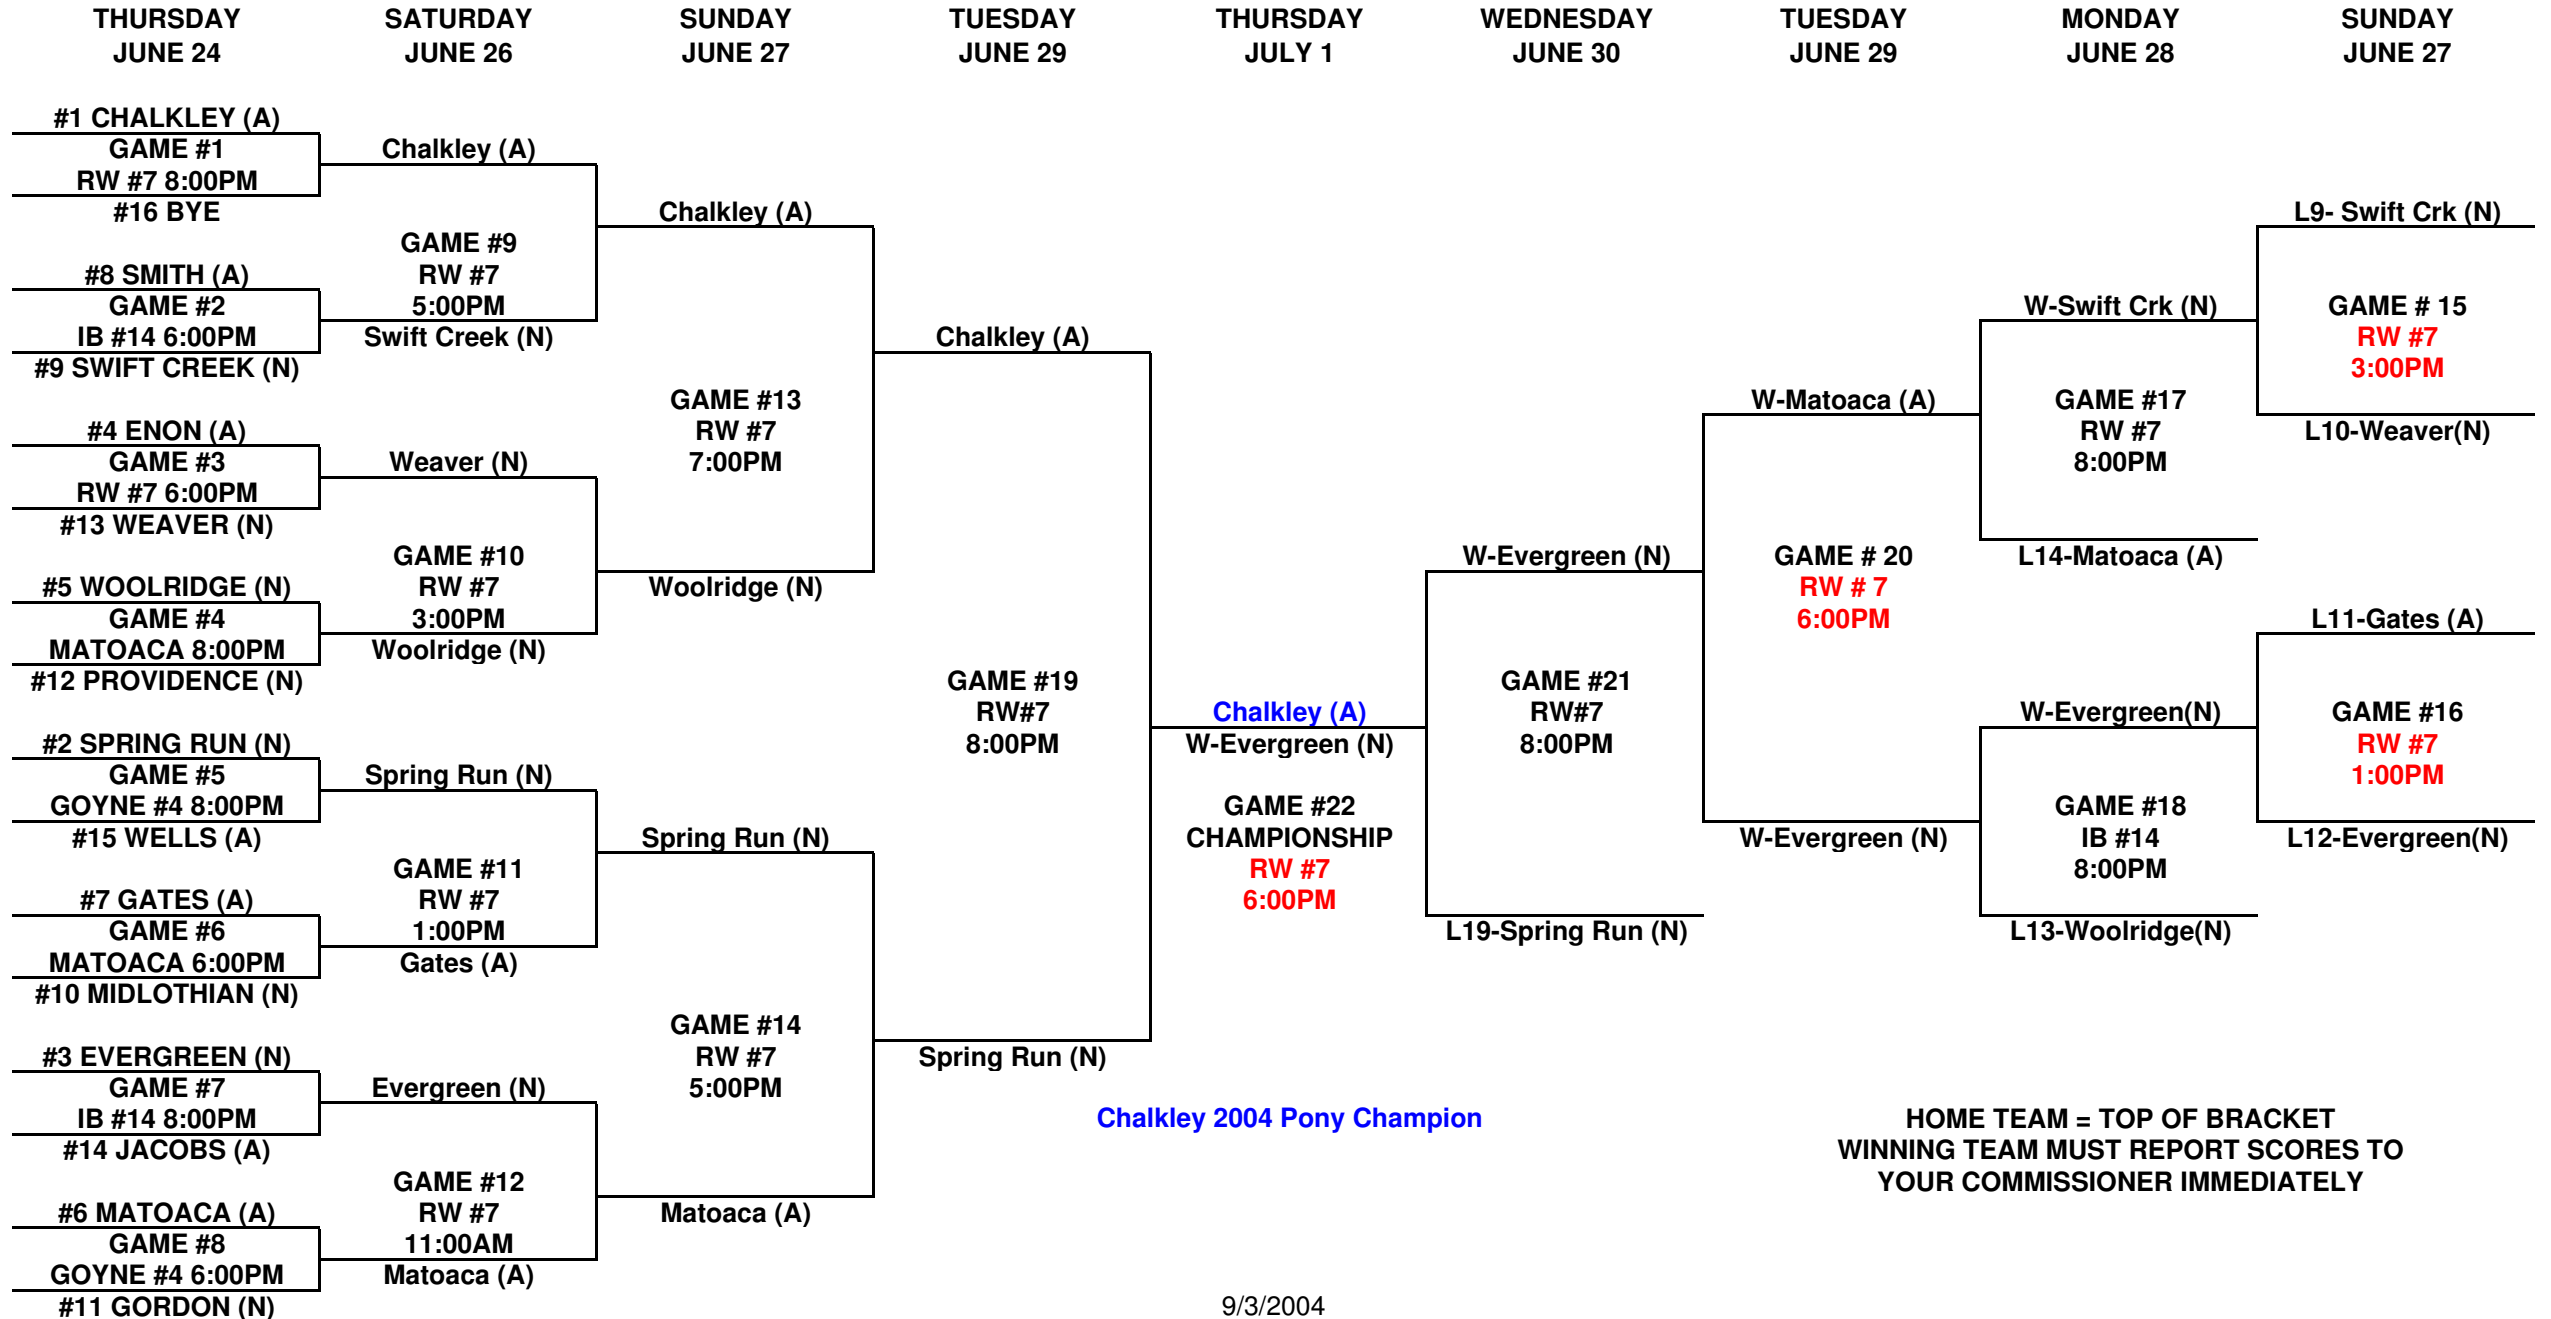 THURSDAY
JUNE 24
SATURDAY
JUNE 26
SUNDAY
JUNE 27
TUESDAY
JUNE 29
THURSDAY
JULY 1
WEDNESDAY
JUNE 30
TUESDAY
JUNE 29
MONDAY
JUNE 28
SUNDAY
JUNE 27
#1 CHALKLEY (A)
GAME #1
RW #7 8:00PM
#16 BYE
#8 SMITH (A)
GAME #2
IB #14 6:00PM
#9 SWIFT CREEK (N)
#4 ENON (A)
GAME #3
RW #7 6:00PM
#13 WEAVER (N)
#5 WOOLRIDGE (N)
GAME #4
MATOACA 8:00PM
#12 PROVIDENCE (N)
#2 SPRING RUN (N)
GAME #5
GOYNE #4 8:00PM
#15 WELLS (A)
#7 GATES (A)
GAME #6
MATOACA 6:00PM
#10 MIDLOTHIAN (N)
#3 EVERGREEN (N)
GAME #7
IB #14 8:00PM
#14 JACOBS (A)
#6 MATOACA (A)
GAME #8
GOYNE #4 6:00PM
#11 GORDON (N)
Chalkley (A)
GAME #9
RW #7
5:00PM
Swift Creek (N)
Weaver (N)
GAME #10
RW #7
3:00PM
Woolridge (N)
Spring Run (N)
GAME #11
RW #7
1:00PM
Gates (A)
Evergreen (N)
GAME #12
RW #7
11:00AM
Matoaca (A)
Chalkley (A)
GAME #13
RW #7
7:00PM
Woolridge (N)
Spring Run (N)
GAME #14
RW #7
5:00PM
Matoaca (A)
Chalkley (A)
GAME #19
RW#7
8:00PM
Spring Run (N)
Chalkley (A)
W-Evergreen (N)
GAME #22
CHAMPIONSHIP
RW #7
6:00PM
Chalkley 2004 Pony Champion
W-Evergreen (N)
GAME #21
RW#7
8:00PM
L19-Spring Run (N)
W-Matoaca (A)
GAME # 20
RW # 7
6:00PM
W-Evergreen (N)
W-Swift Crk (N)
GAME #17
RW #7
8:00PM
L14-Matoaca (A)
W-Evergreen(N)
GAME #18
IB #14
8:00PM
L13-Woolridge(N)
L9- Swift Crk (N)
GAME # 15
RW #7
3:00PM
L10-Weaver(N)
L11-Gates (A)
GAME #16
RW #7
1:00PM
L12-Evergreen(N)
HOME TEAM = TOP OF BRACKET
WINNING TEAM MUST REPORT SCORES TO
YOUR COMMISSIONER IMMEDIATELY
9/3/2004